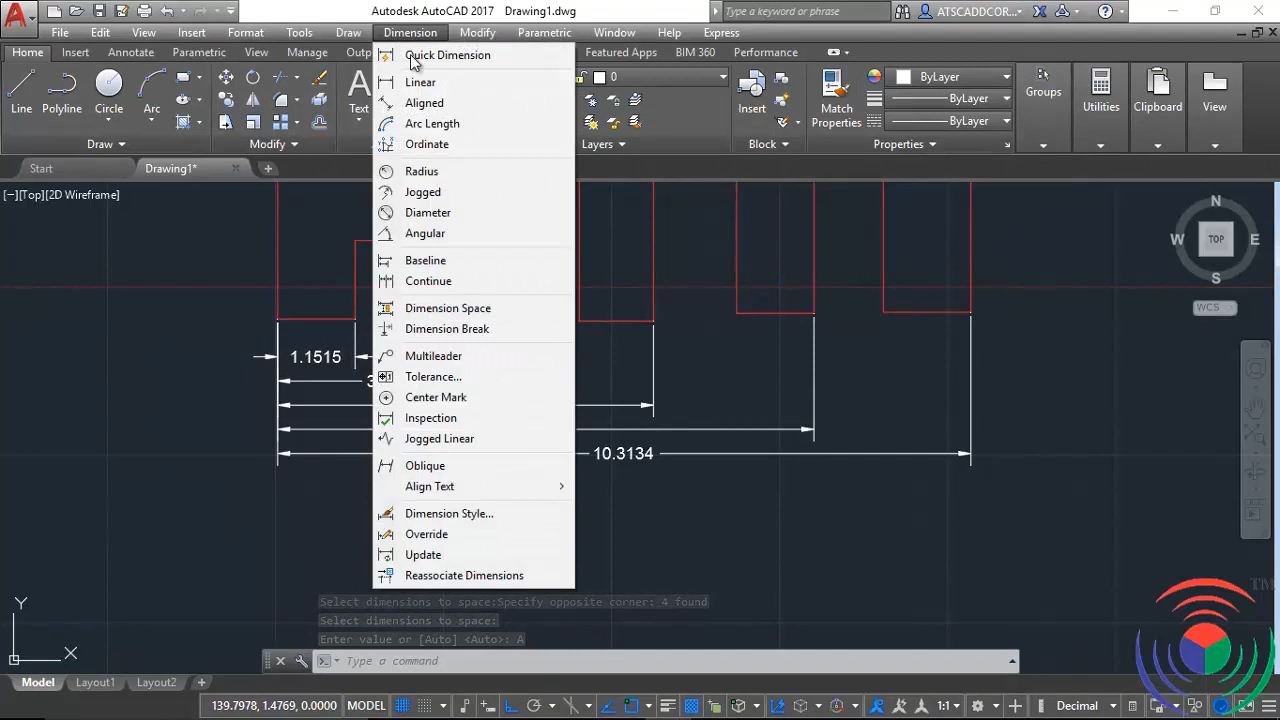 Autodesk AutoCAD 2017 Drawing1.dwg
Type a keyword or phrase
ATSCADDCOR...
File Edit View Insert Format Tools Draw Dimension Modify Parametric Window Help Express
Home Insert Annotate Parametric View Manage Featured Apps BIM 360 Performance
Line Polyline Circle Arc
Text
0
Insert
Match Properties
ByLayer
ByLayer
ByLayer
Groups
Utilities
Clipboard
View
Draw
Modify
Layers
Block
Properties
Start
Drawing1*
[−][Top][2D Wireframe]
Quick Dimension
Linear
Aligned
Arc Length
Ordinate
Radius
Jogged
Diameter
Angular
Baseline
Continue
Dimension Space
Dimension Break
Multileader
Tolerance...
Center Mark
Inspection
Jogged Linear
Oblique
Align Text
Dimension Style...
Override
Update
Reassociate Dimensions
N
W TOP E
S
WCS
1.1515
10.3134
Y
X
Select dimensions to space:Specify opposite corner: 4 found
Select dimensions to space:
Enter value or [Auto] <Auto>: A
Type a command
TM
Model Layout1 Layout2
139.7978, 1.4769, 0.0000 MODEL
1:1
Decimal